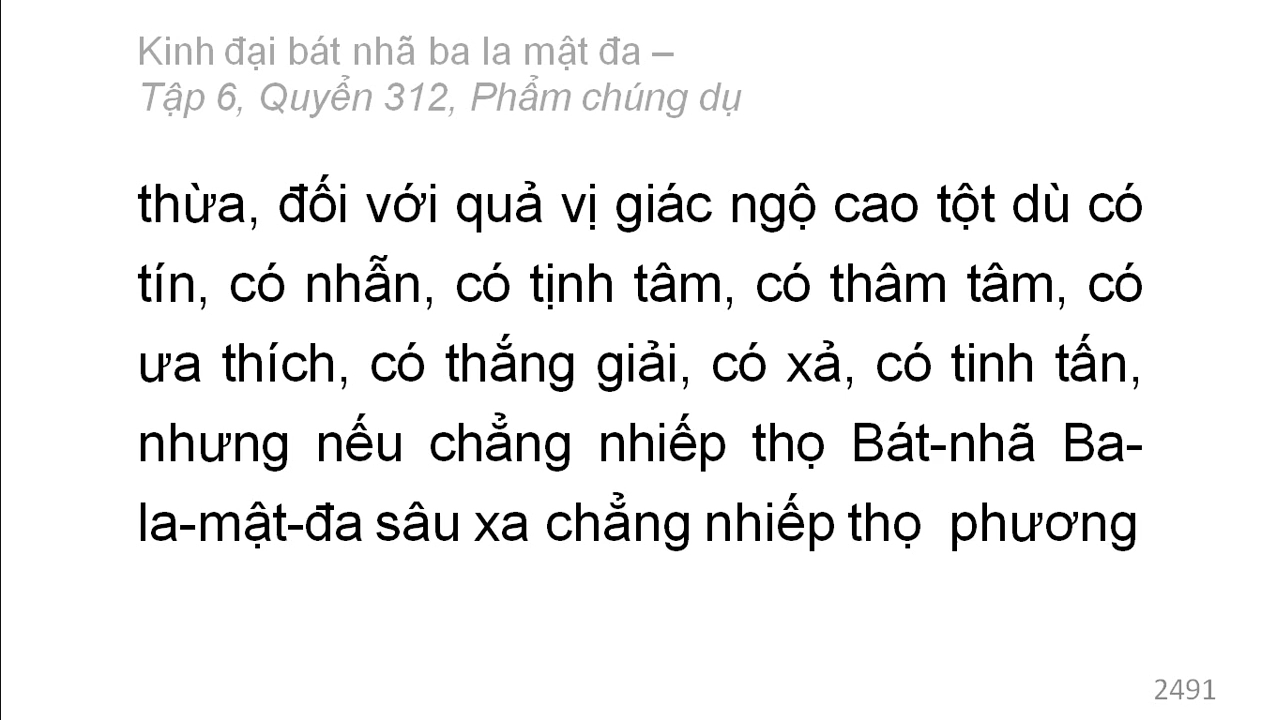 Kinh đại bát nhã ba la mật đa –
Tập 6, Quyển 312, Phẩm chúng dụ
thừa, đối với quả vị giác ngộ cao tột dù có
tín, có nhẫn, có tịnh tâm, có thâm tâm, có
ưa thích, có thắng giải, có xả, có tinh tấn,
nhưng nếu chẳng nhiếp thọ Bát-nhã Ba-
la-mật-đa sâu xa chẳng nhiếp thọ phương
2491